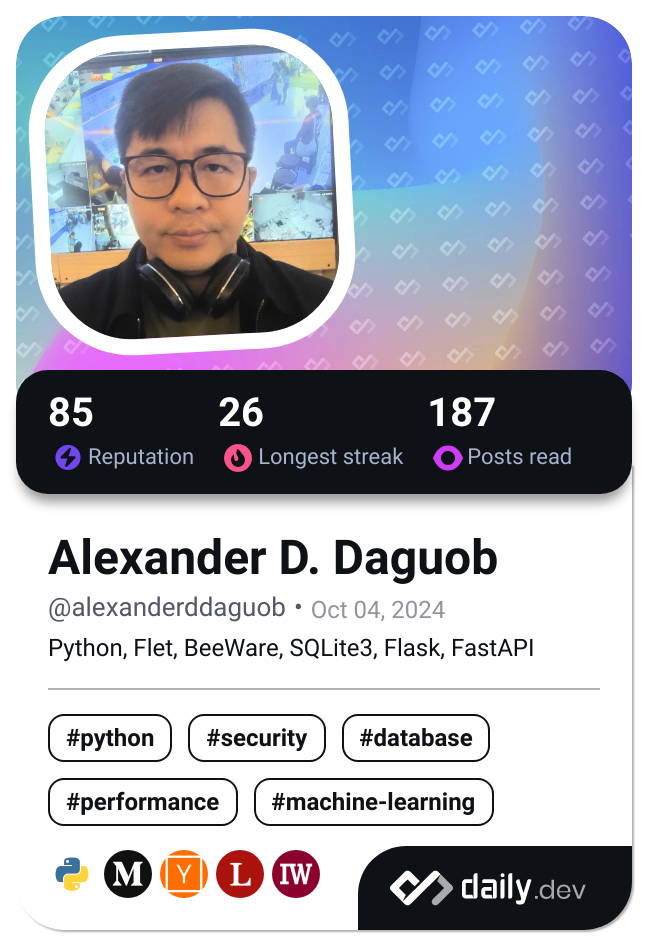 85 26 187
Reputation Longest streak Posts read
Alexander D. Daguob
@alexanderddaguob • Oct 04, 2024
Python, Flet, BeeWare, SQLite3, Flask, FastAPI
#python #security #database
#performance #machine-learning
M Y L IW
daily.dev